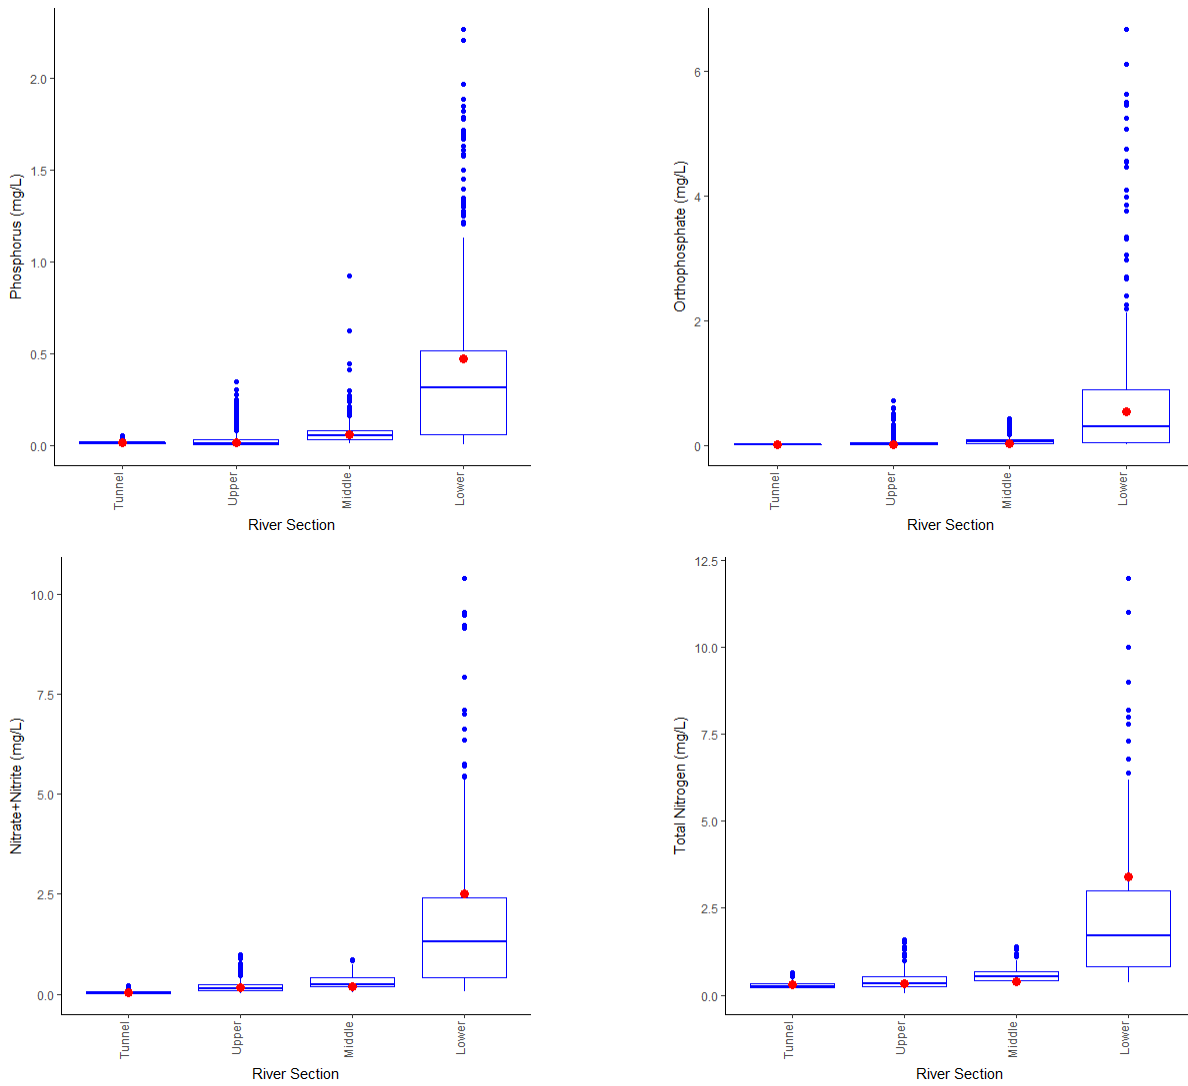 Phosphorus (mg/L)
2.0
1.5
1.0
0.5
0.0
Tunnel
Upper
Middle
Lower
River Section
Orthophosphate (mg/L)
6
4
2
0
Tunnel
Upper
Middle
Lower
River Section
Nitrate+Nitrite (mg/L)
10.0
7.5
5.0
2.5
0.0
Tunnel
Upper
Middle
Lower
River Section
Total Nitrogen (mg/L)
12.5
10.0
7.5
5.0
2.5
0.0
Tunnel
Upper
Middle
Lower
River Section